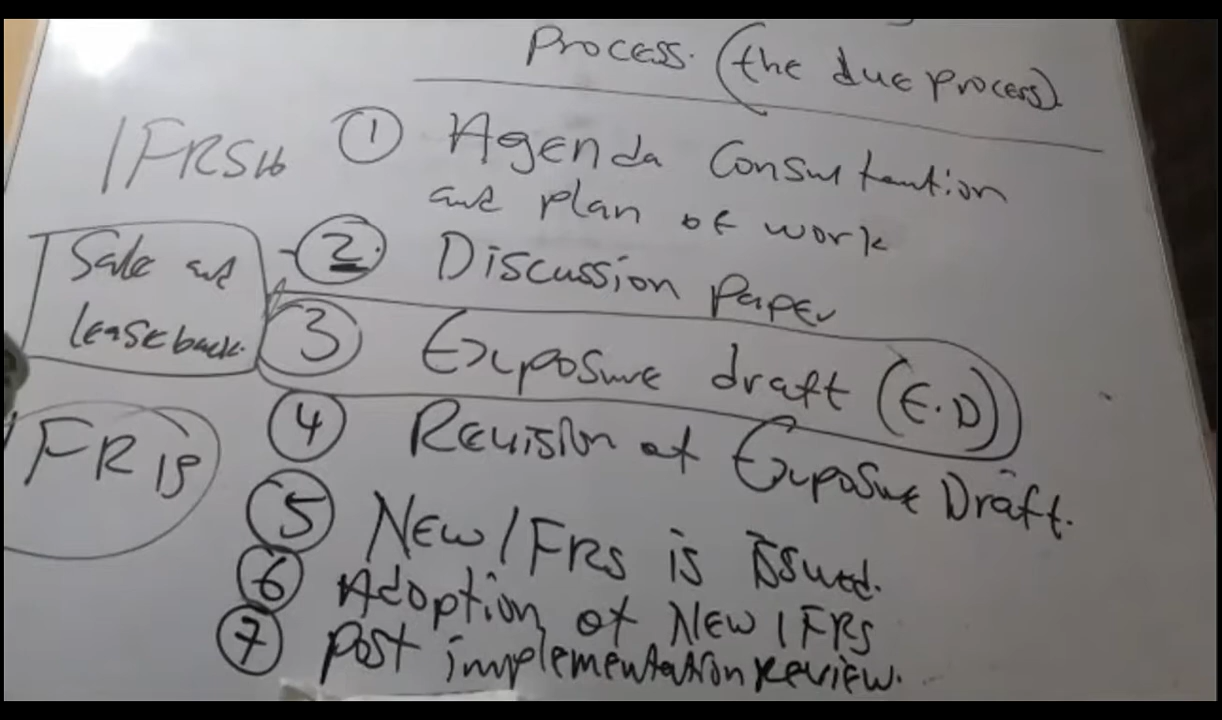 Process. (the due process).
① Agenda Consultation
and plan of work
② Discussion Paper
③ Exposure draft (E.D)
④ Revision of Exposure Draft.
⑤ New IFRS is issued.
⑥ Adoption of New IFRS
⑦ post implementation review.
IFRS16
Sale and
leaseback.